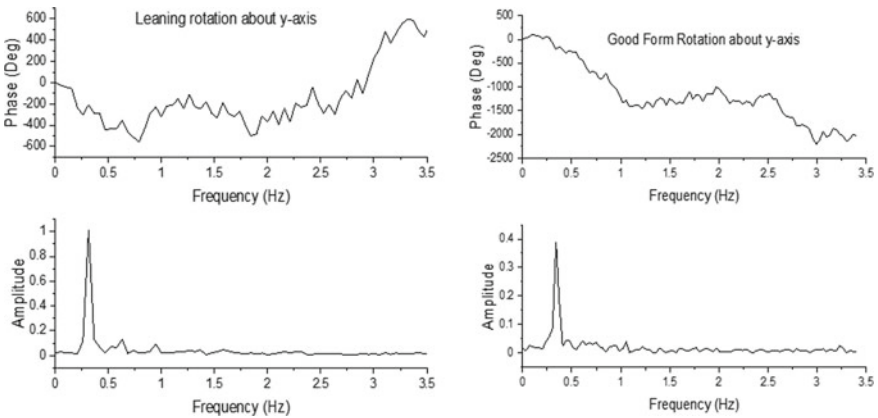 Leaning rotation about y-axis
Phase (Deg)
600
400
200
0
-200
-400
-600
0 0.5 1 1.5 2 2.5 3 3.5
Frequency (Hz)
Good Form Rotation about y-axis
Phase (Deg)
500
0
-500
-1000
-1500
-2000
-2500
0 0.5 1 1.5 2 2.5 3 3.5
Frequency (Hz)
Amplitude
1
0.8
0.6
0.4
0.2
0
0 0.5 1 1.5 2 2.5 3 3.5
Frequency (Hz)
Amplitude
0.4
0.3
0.2
0.1
0
0 0.5 1 1.5 2 2.5 3 3.5
Frequency (Hz)